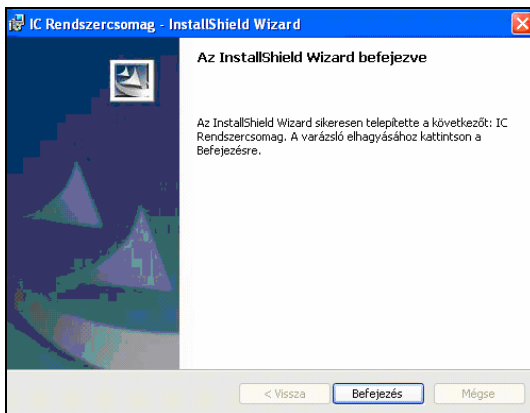 IC Rendszercsomag - InstallShield Wizard
Az InstallShield Wizard befejezve
Az InstallShield Wizard sikeresen telepítette a következőt: IC
Rendszercsomag. A varázsló elhagyásához kattintson a
Befejezésre.
< Vissza
Befejezés
Mégse